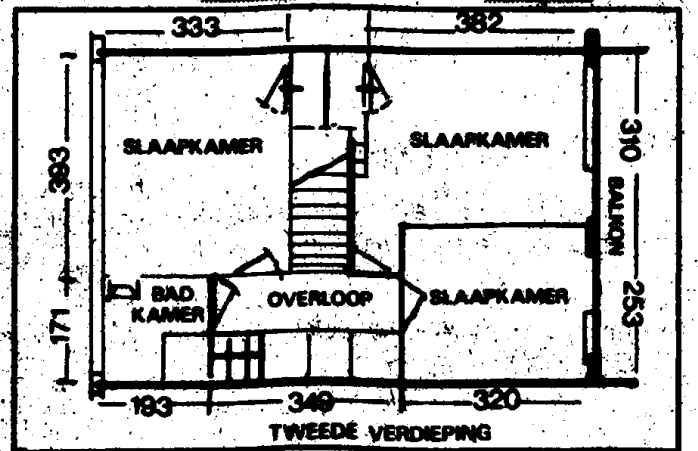 333
382
SLAAPKAMER
SLAAPKAMER
393
310
BALKON
BAD
KAMER
OVERLOOP
SLAAPKAMER
171
253
193
349
320
TWEEDE VERDIEPING